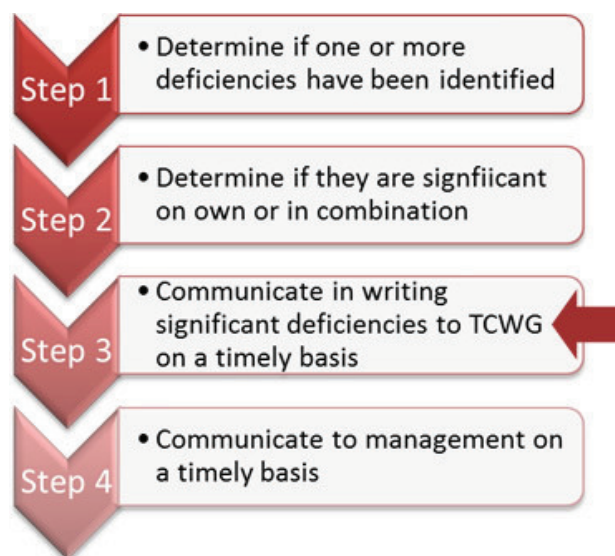 Step 1
• Determine if one or more
deficiencies have been identified
Step 2
• Determine if they are signfiicant
on own or in combination
Step 3
• Communicate in writing
significant deficiencies to TCWG
on a timely basis
Step 4
• Communicate to management on
a timely basis